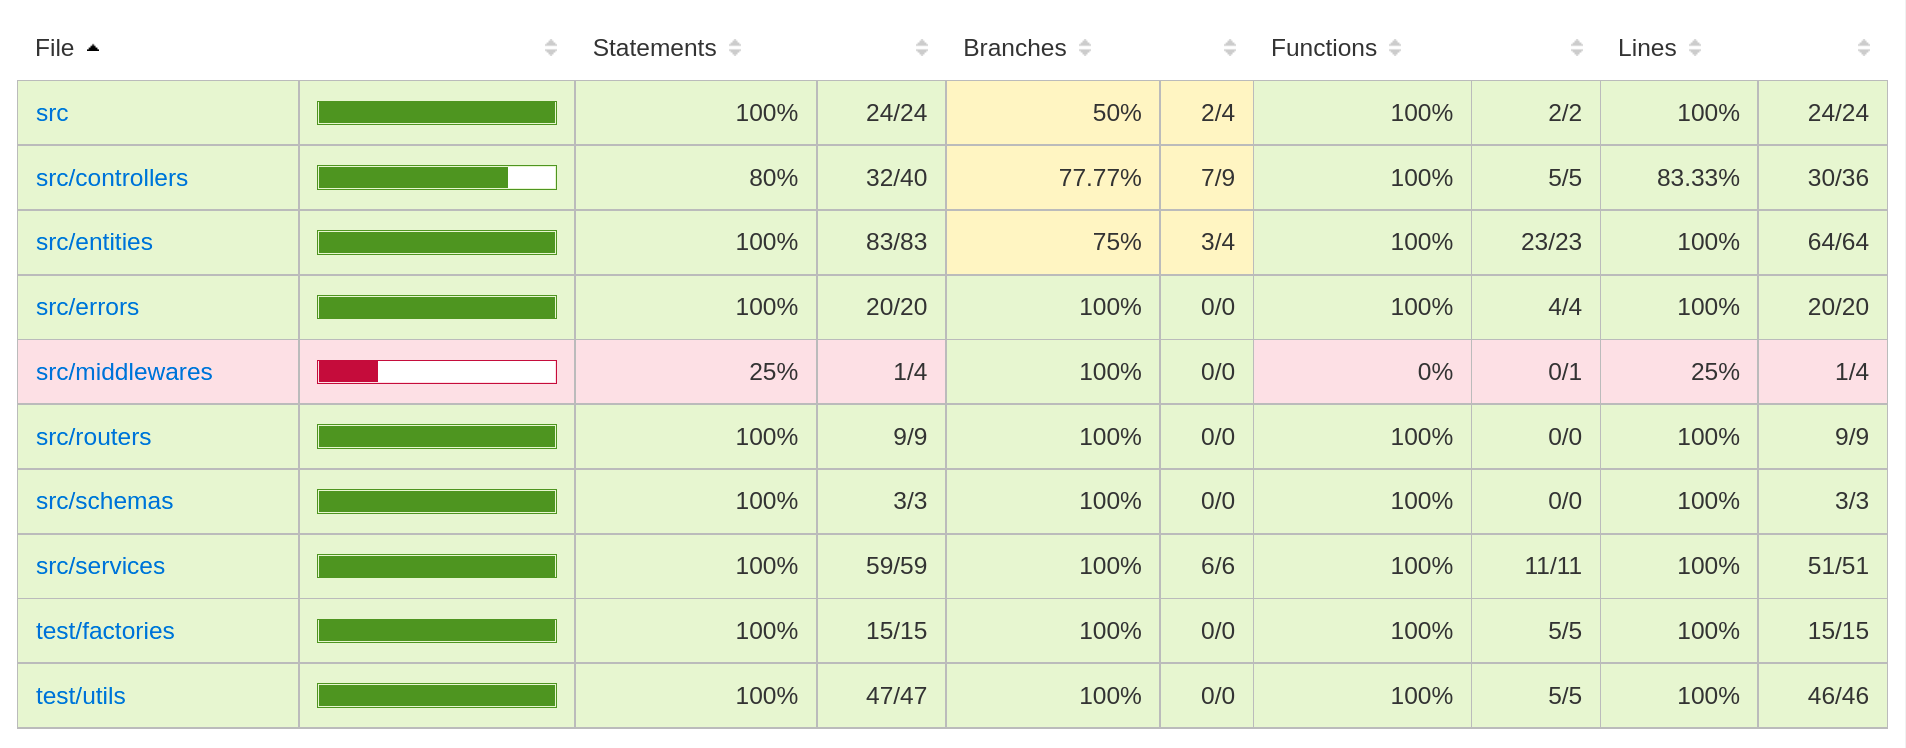 File Statements Branches Functions Lines
src 100% 24/24 50% 2/4 100% 2/2 100% 24/24
src/controllers 80% 32/40 77.77% 7/9 100% 5/5 83.33% 30/36
src/entities 100% 83/83 75% 3/4 100% 23/23 100% 64/64
src/errors 100% 20/20 100% 0/0 100% 4/4 100% 20/20
src/middlewares 25% 1/4 100% 0/0 0% 0/1 25% 1/4
src/routers 100% 9/9 100% 0/0 100% 0/0 100% 9/9
src/schemas 100% 3/3 100% 0/0 100% 0/0 100% 3/3
src/services 100% 59/59 100% 6/6 100% 11/11 100% 51/51
test/factories 100% 15/15 100% 0/0 100% 5/5 100% 15/15
test/utils 100% 47/47 100% 0/0 100% 5/5 100% 46/46